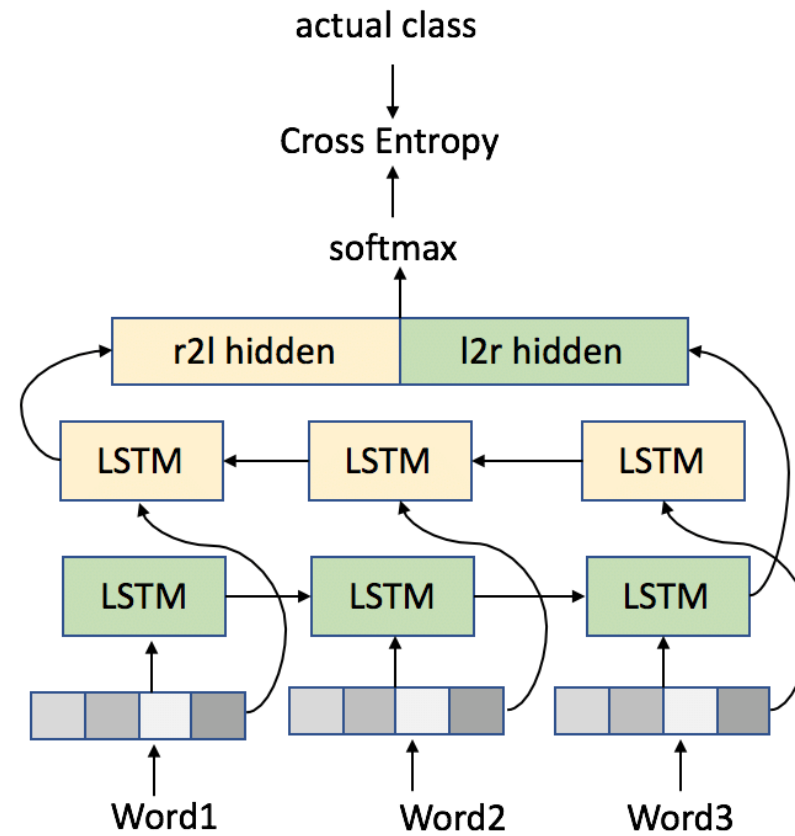 actual class
Cross Entropy
softmax
r2l hidden l2r hidden
LSTM LSTM LSTM
LSTM LSTM LSTM
Word1 Word2 Word3